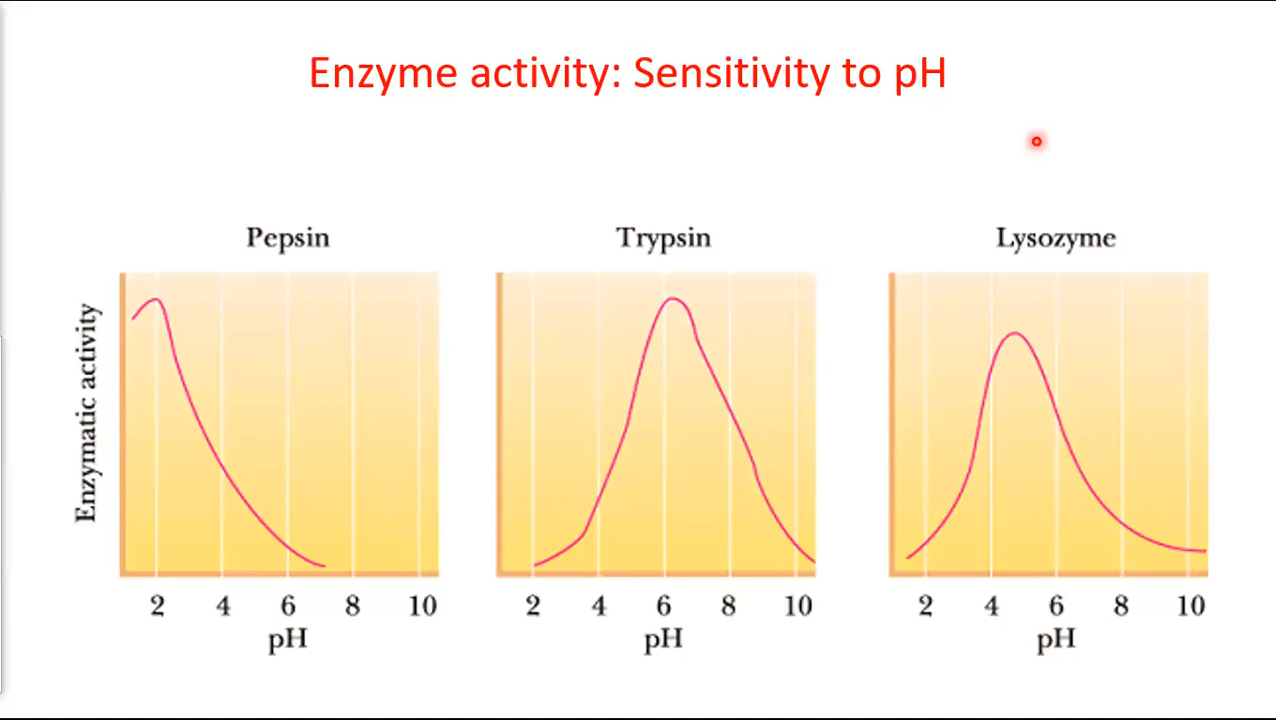 Enzyme activity: Sensitivity to pH
Pepsin
Trypsin
Lysozyme
Enzymatic activity
2 4 6 8 10
pH
2 4 6 8 10
pH
2 4 6 8 10
pH